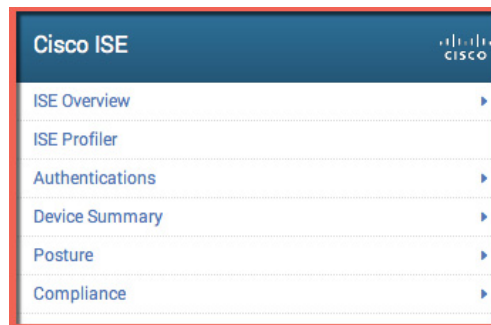 Cisco ISE
CISCO
ISE Overview
ISE Profiler
Authentications
Device Summary
Posture
Compliance